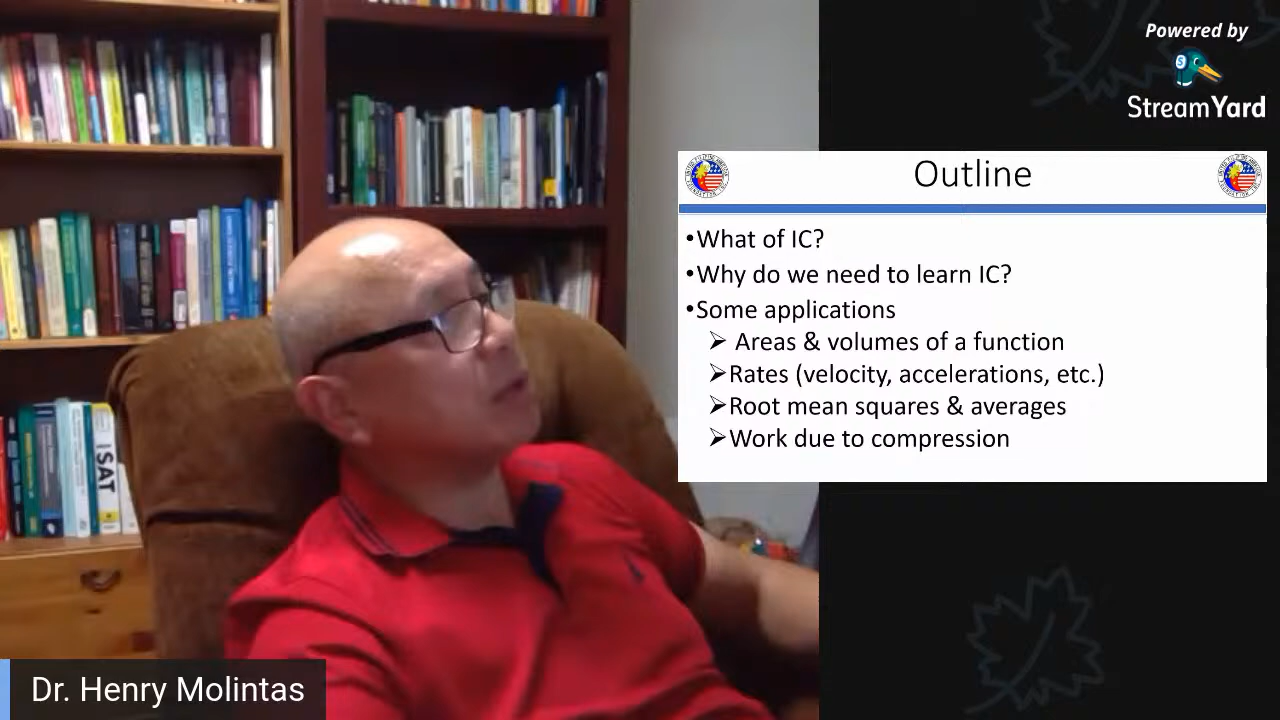 Powered by
StreamYard
Outline
•What of IC?
•Why do we need to learn IC?
•Some applications
➢ Areas & volumes of a function
➢Rates (velocity, accelerations, etc.)
➢Root mean squares & averages
➢Work due to compression
ISAT
Dr. Henry Molintas